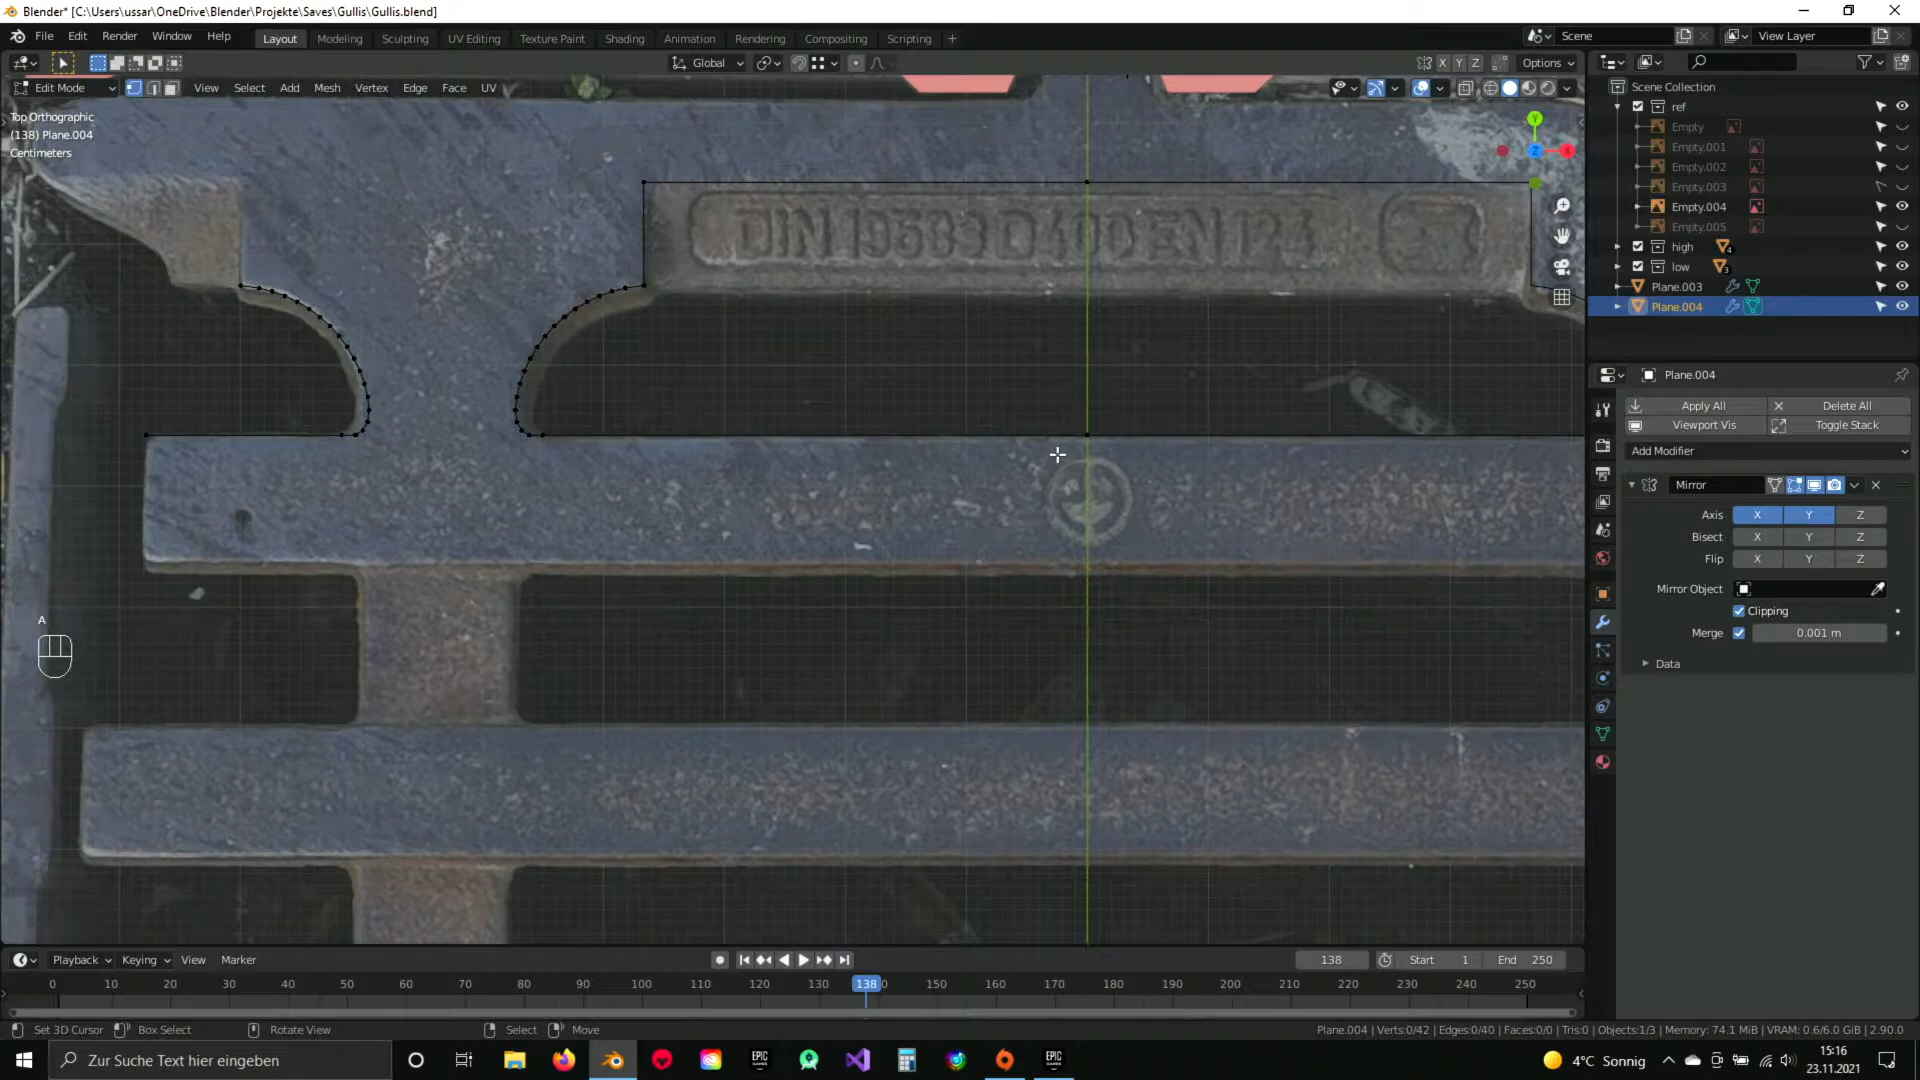 Blender* [C:\Users\ussar\OneDrive\Blender\Projekte\Saves\Gullis\Gullis.blend]
File Edit Render Window Help
Layout Modeling Sculpting UV Editing Texture Paint Shading Animation Rendering Compositing Scripting +
Scene
View Layer
Global
X Y Z
Options
Edit Mode
View Select Add Mesh Vertex Edge Face UV
Top Orthographic
(138) Plane.004
Centimeters
Y
X
Z
Scene Collection
ref
Empty
Empty.001
Empty.002
Empty.003
Empty.004
Empty.005
high 4
low 3
Plane.003
Plane.004
Plane.004
Apply All Delete All
Viewport Vis Toggle Stack
Add Modifier
Mirror
Axis X Y Z
Bisect X Y Z
Flip X Y Z
Mirror Object
Clipping
Merge 0.001 m
Data
DIN
A
Playback Keying View Marker
138
Start 1
End 250
0 10 20 30 40 50 60 70 80 90 100 110 120 130 138 0 150 160 170 180 190 200 210 220 230 240 250
Set 3D Cursor Box Select Rotate View Select Move
Plane.004 | Verts:0/42 | Edges:0/40 | Faces:0/0 | Tris:0 | Objects:1/3 | Memory: 74.1 MiB | VRAM: 0.6/6.0 GiB | 2.90.0
Zur Suche Text hier eingeben
EPIC GAMES
EPIC GAMES
4°C Sonnig
15:16
23.11.2021